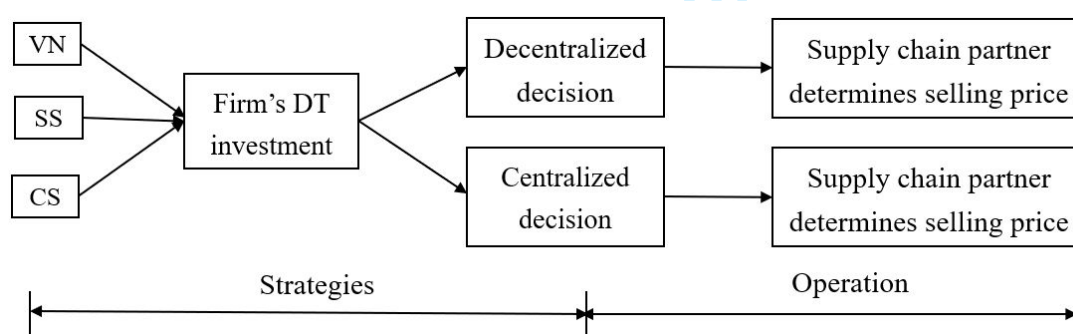 VN
SS
CS
Firm's DT
investment
Decentralized
decision
Centralized
decision
Supply chain partner
determines selling price
Supply chain partner
determines selling price
Strategies
Operation